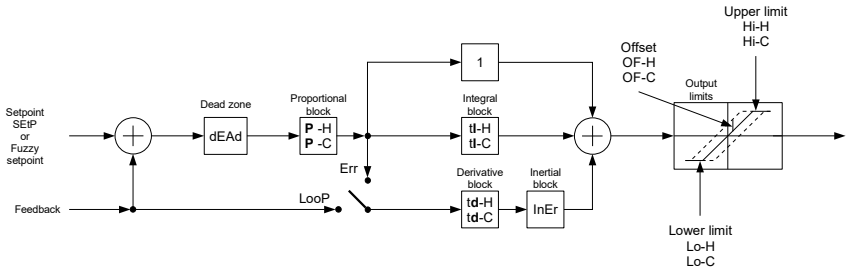 Upper limit
Hi-H
Hi-C
Offset
OF-H
OF-C
Output
limits
1
Dead zone
Proportional
block
Integral
block
Setpoint
SEtP
or
Fuzzy
setpoint
dEAd
P -H
P -C
tI-H
tI-C
Err
Derivative
block
Inertial
block
LooP
Feedback
td-H
td-C
InEr
Lower limit
Lo-H
Lo-C